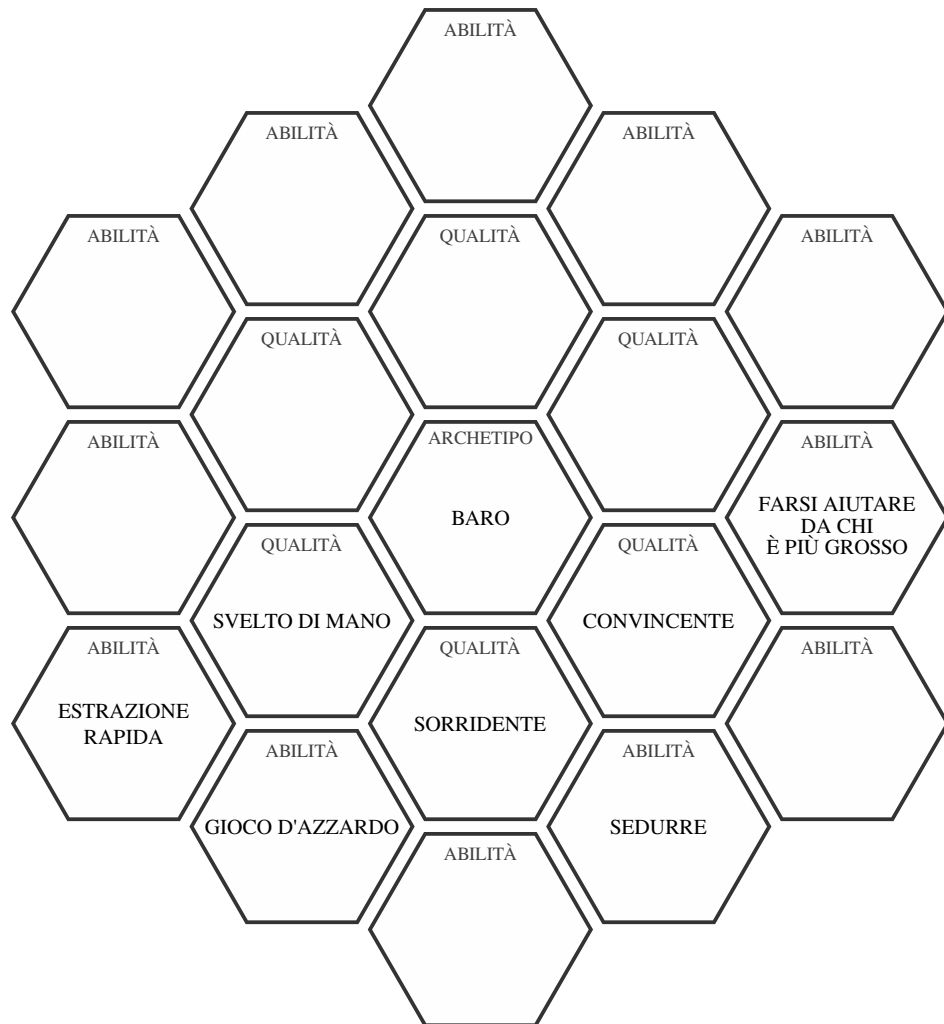 ABILITÀ
ABILITÀ
ABILITÀ
ABILITÀ
QUALITÀ
ABILITÀ
QUALITÀ
QUALITÀ
ABILITÀ
ARCHETIPO
BARO
ABILITÀ
FARSI AIUTARE
DA CHI
È PIÙ GROSSO
QUALITÀ
SVELTO DI MANO
QUALITÀ
CONVINCENTE
ABILITÀ
ESTRAZIONE
RAPIDA
QUALITÀ
SORRIDENTE
ABILITÀ
ABILITÀ
GIOCO D'AZZARDO
ABILITÀ
SEDURRE
ABILITÀ